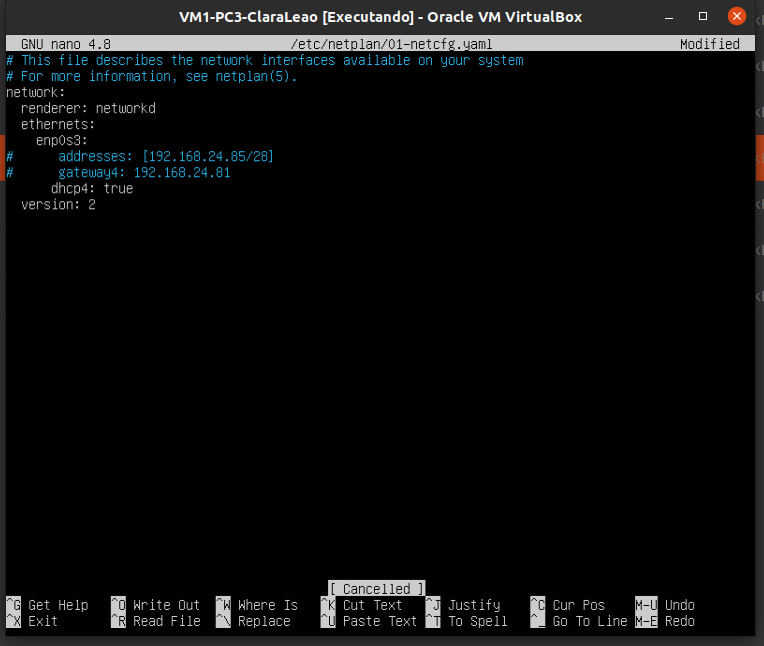 VM1-PC3-ClaraLeao [Executando] - Oracle VM VirtualBox
GNU nano 4.8 /etc/netplan/01-netcfg.yaml Modified
# This file describes the network interfaces available on your system
# For more information, see netplan(5).
network:
  renderer: networkd
  ethernets:
    enp0s3:
#      addresses: [192.168.24.85/28]
#      gateway4: 192.168.24.81
      dhcp4: true
  version: 2
[ Cancelled ]
^G Get Help ^O Write Out ^W Where Is ^K Cut Text ^J Justify ^C Cur Pos M-U Undo
^X Exit ^R Read File ^\ Replace ^U Paste Text ^T To Spell ^_ Go To Line M-E Redo